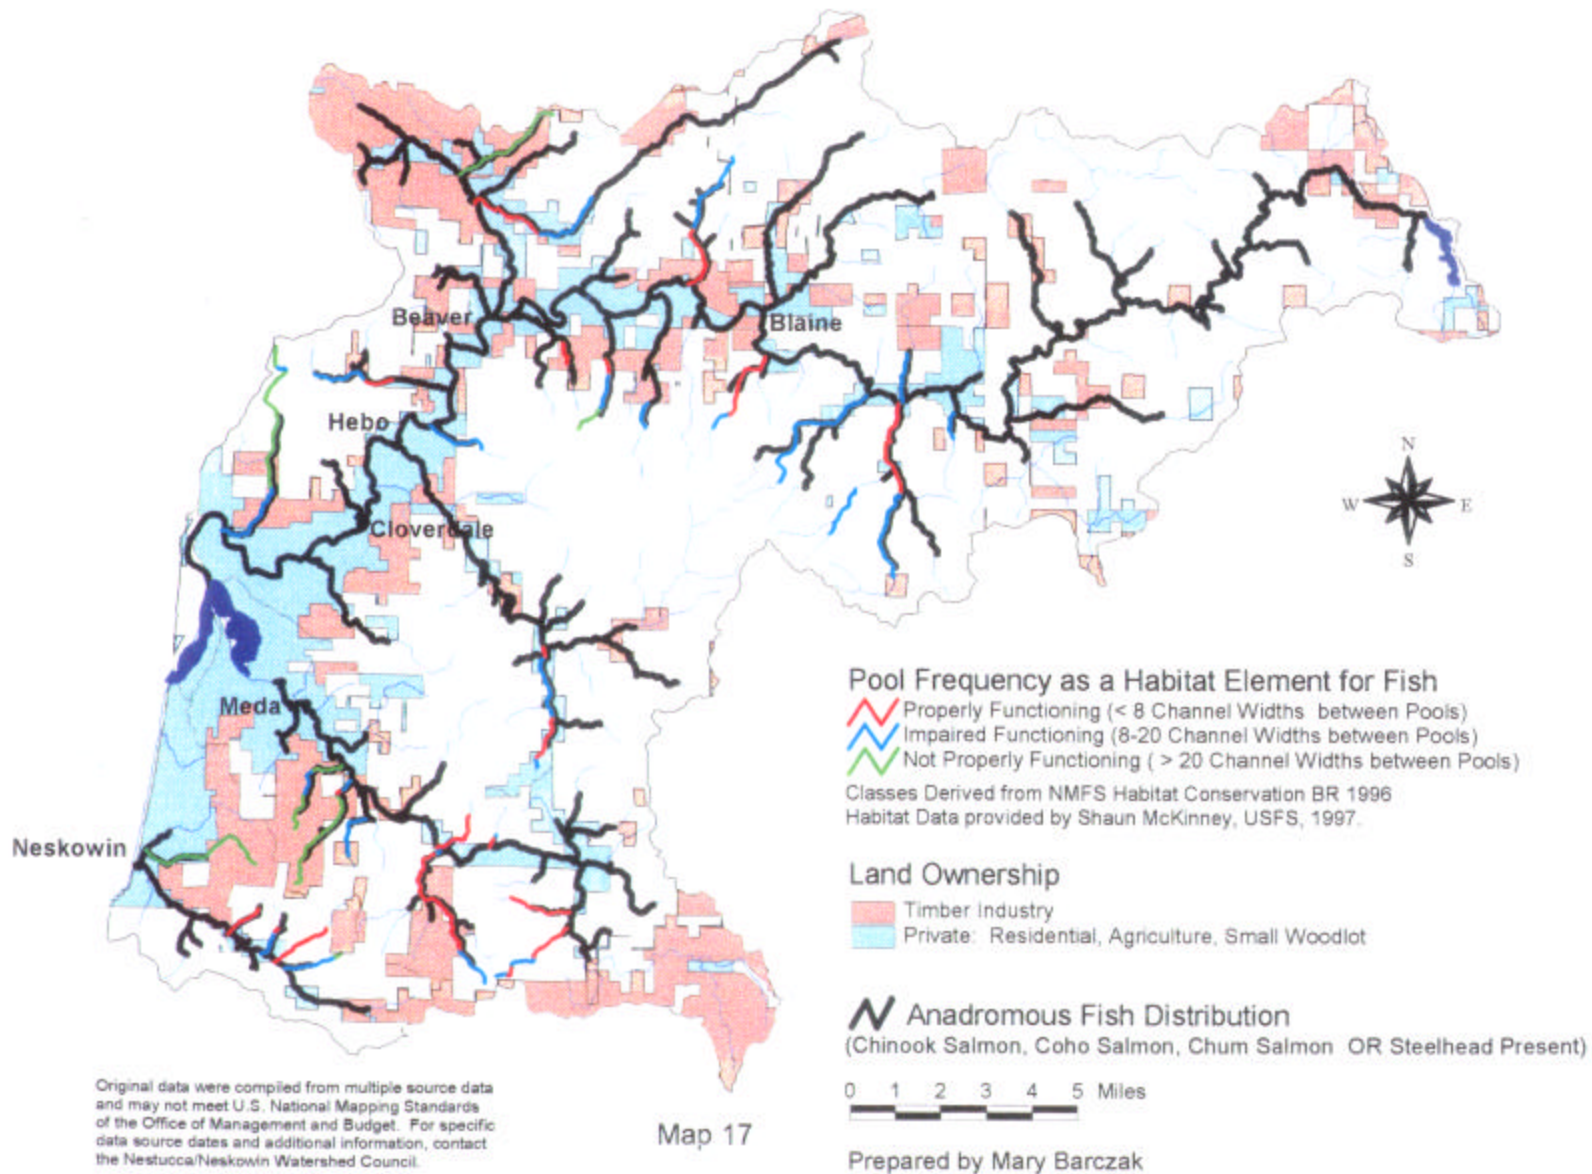 Beaver
Blaine
Hebo
Cloverdale
Meda
Neskowin
N
W
E
S
Pool Frequency as a Habitat Element for Fish
Properly Functioning (< 8 Channel Widths between Pools)
Impaired Functioning (8-20 Channel Widths between Pools)
Not Properly Functioning ( > 20 Channel Widths between Pools)
Classes Derived from NMFS Habitat Conservation BR 1996
Habitat Data provided by Shaun McKinney, USFS, 1997.
Land Ownership
Timber Industry
Private: Residential, Agriculture, Small Woodlot
Anadromous Fish Distribution
(Chinook Salmon, Coho Salmon, Chum Salmon OR Steelhead Present)
0 1 2 3 4 5 Miles
Original data were compiled from multiple source data
and may not meet U.S. National Mapping Standards
of the Office of Management and Budget. For specific
data source dates and additional information, contact
the Nestucca/Neskowin Watershed Council.
Map 17
Prepared by Mary Barczak